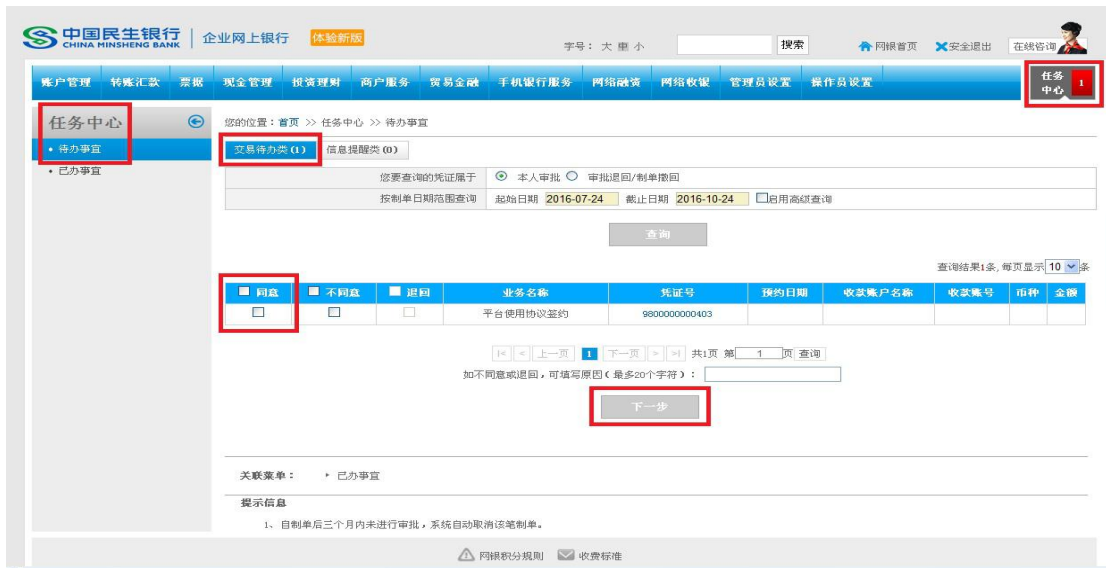 中国民生银行 CHINA MINSHENG BANK 企业网上银行 体验新版
字号：大 重 小 搜索 网银首页 安全退出 在线咨询
账户管理 转账汇款 票据 现金管理 投资理财 商户服务 贸易金融 手机银行服务 网络融资 网络收银 管理员设置 操作员设置 任务中心 1
任务中心
• 待办事宜
• 已办事宜
您的位置：首页 >> 任务中心 >> 待办事宜
交易待办类(1) 信息提醒类(0)
您要查询的凭证属于 本人审批 审批退回/制单撤回
按制单日期范围查询 起始日期 2016-07-24 截止日期 2016-10-24 启用高级查询
查询
查询结果1条,每页显示 10 条
同意 不同意 退回 业务名称 凭证号 预约日期 收款账户名称 收款账号 币种 金额
平台使用协议签约 9800000000403
|< < 上一页 1 下一页 > >| 共1页 第 1 页 查询
如不同意或退回，可填写原因(最多20个字符)：
下一步
关联菜单： 已办事宜
提示信息
1、自制单后三个月内未进行审批，系统自动取消该笔制单。
网银积分规则 收费标准